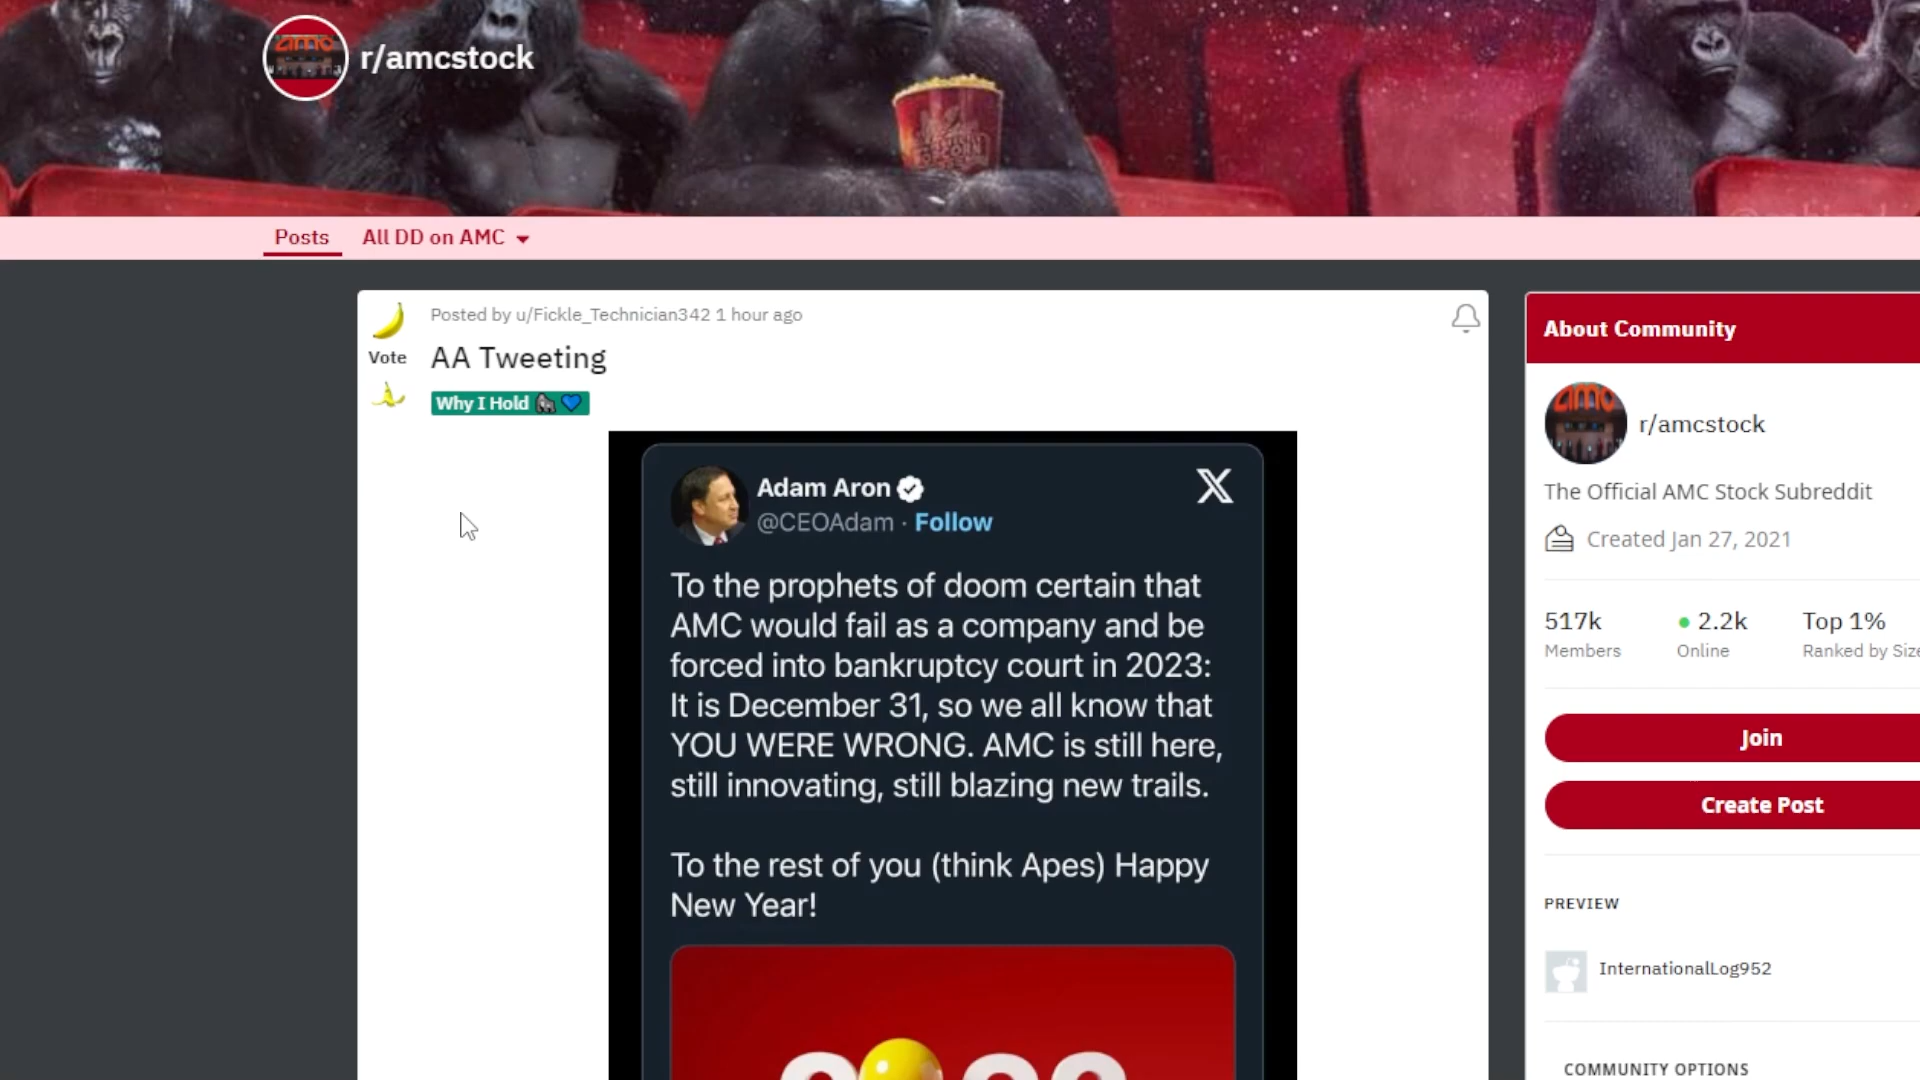 amc
r/amcstock
Posts
All DD on AMC
Posted by u/Fickle_Technician342 1 hour ago
Vote
AA Tweeting
Why I Hold 🦍💙
Adam Aron
@CEOAdam · Follow
To the prophets of doom certain that
AMC would fail as a company and be
forced into bankruptcy court in 2023:
It is December 31, so we all know that
YOU WERE WRONG. AMC is still here,
still innovating, still blazing new trails.
To the rest of you (think Apes) Happy
New Year!
About Community
amc
r/amcstock
The Official AMC Stock Subreddit
Created Jan 27, 2021
517k
2.2k
Top 1%
Members
Online
Ranked by Size
Join
Create Post
PREVIEW
InternationalLog952
COMMUNITY OPTIONS